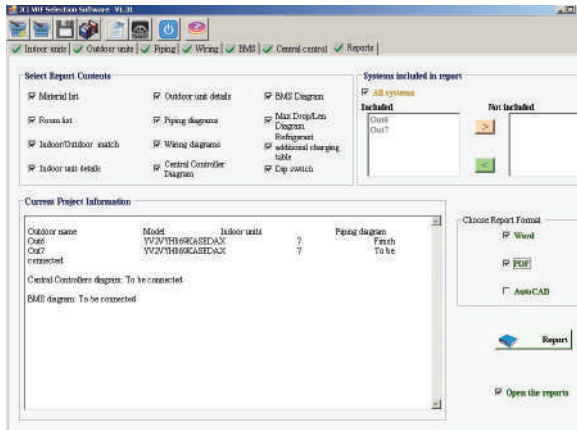 JCI VRF Selection Software V1.31
Indoor units Outdoor units Piping Wiring BMS Central control Reports
Select Report Contents
Material list
Outdoor unit details
BMS Diagram
Room list
Piping diagrams
Max Drop/Len Diagram
Indoor/Outdoor match
Wiring diagrams
Refrigerant additional charging table
Indoor unit details
Central Controller Diagram
Dip switch
Systems included in report
All systems
Included
Not included
Out6
Out7
>
<
Current Project Information
Outdoor name Model Indoor units Piping diagram
Out6 7 Finish
Out7 7 To be
connected
Central Controllers diagram: To be connected.
BMS diagram: To be connected.
Choose Report Format
Word
PDF
AutoCAD
Report
Open the reports